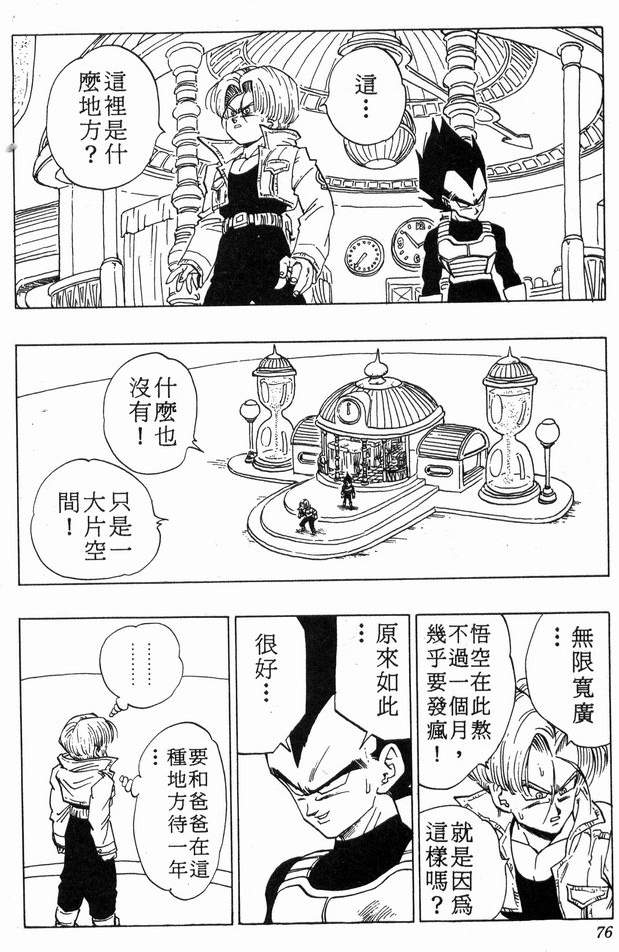 這…
這裡是什
麼地方？
什麼也
沒有！
只是一
大片空
間！
無限寬廣
…
悟空在此熬
不過一個月，
幾乎要發瘋！
就是因為
這樣嗎？
原來如此
…
很好…
………
要和爸爸在這
種地方待一年
…
76